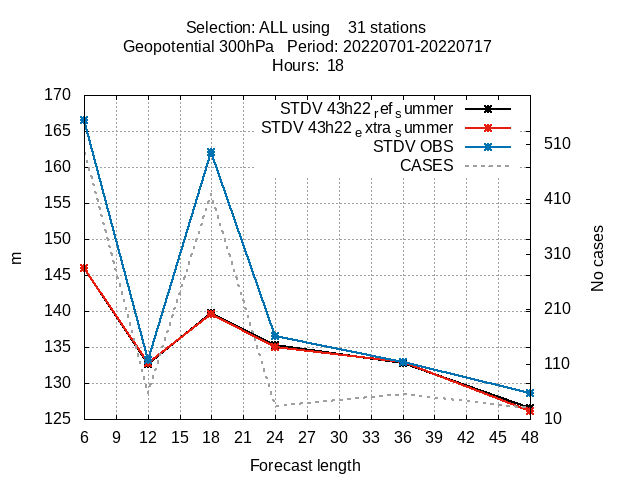 Selection: ALL using    31 stations
Geopotential 300hPa   Period: 20220701-20220717
Hours:  18
STDV 43h22 ref summer
STDV 43h22 extra summer
STDV OBS
CASES
170
165
160
155
150
145
140
135
130
125
510
410
310
210
110
10
m
No cases
6 9 12 15 18 21 24 27 30 33 36 39 42 45 48
Forecast length